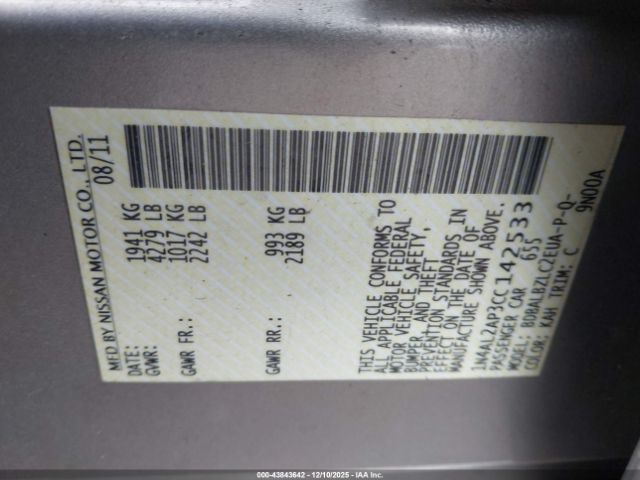 MFD BY NISSAN MOTOR CO., LTD.
DATE: 08/11
GVWR: 1941 KG
4279 LB
GAWR FR.: 1017 KG
2242 LB
GAWR RR.: 993 KG
2189 LB
THIS VEHICLE CONFORMS TO
ALL APPLICABLE FEDERAL
MOTOR VEHICLE SAFETY,
BUMPER, AND THEFT
PREVENTION STANDARDS IN
EFFECT ON THE DATE OF
MANUFACTURE SHOWN ABOVE.
1N4AL2AP3CC142533
PASSENGER CAR 655
MODEL: BDBALBZLCZEUA-P-Q-
9N00A
COLOR: KAH TRIM: C
000-43843642 - 12/10/2025 - IAA Inc.